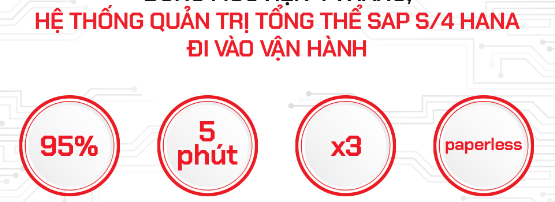 HỆ THỐNG QUẢN TRỊ TỔNG THỂ SAP S/4 HANA
ĐI VÀO VẬN HÀNH
95%
5
phút
x3
paperless